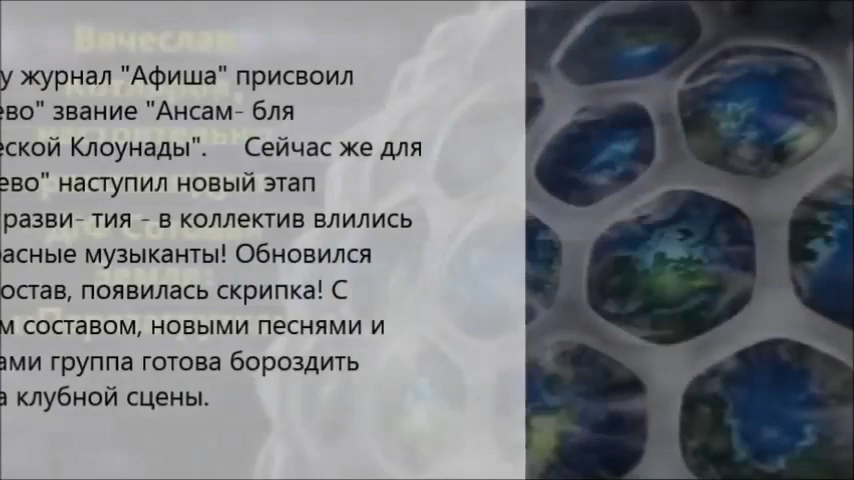 Вячеслав
у журнал "Афиша" присвоил
ево" звание "Ансам- бля
еской Клоунады". Сейчас же для
ево" наступил новый этап
разви- тия - в коллектив влились
расные музыканты! Обновился
остав, появилась скрипка! С
м составом, новыми песнями и
ами группа готова бороздить
а клубной сцены.